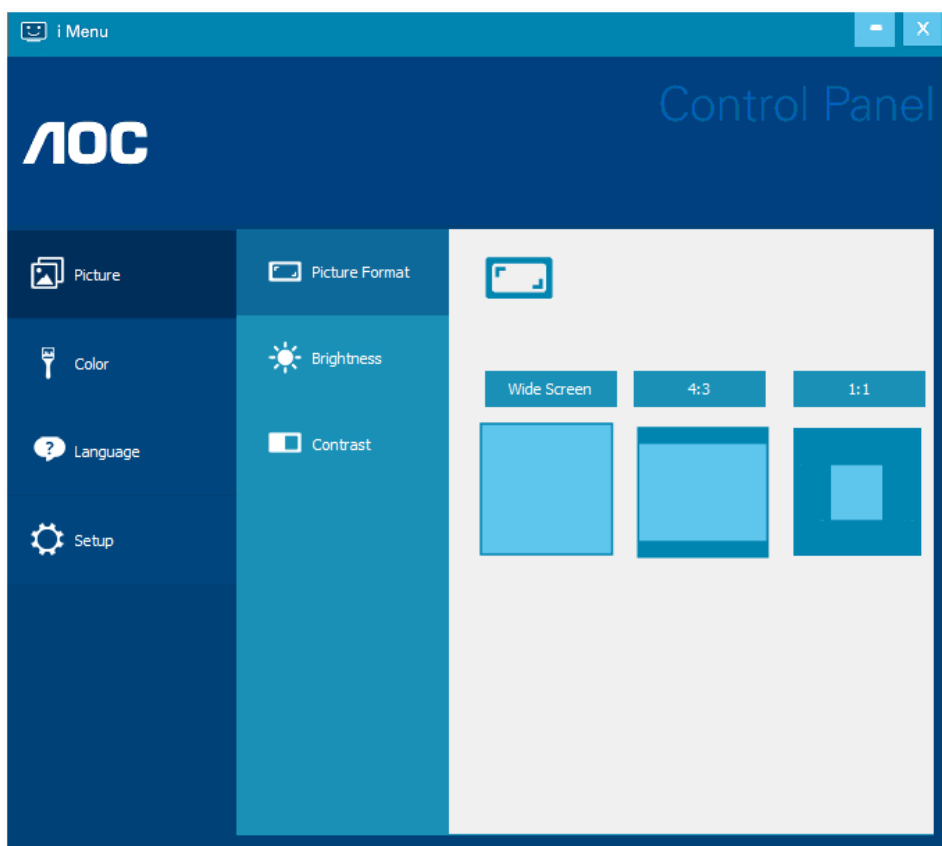 i Menu
- X
Control Panel
AOC
Picture
Picture Format
Color
Brightness
Language
Contrast
Setup
Wide Screen 4:3 1:1